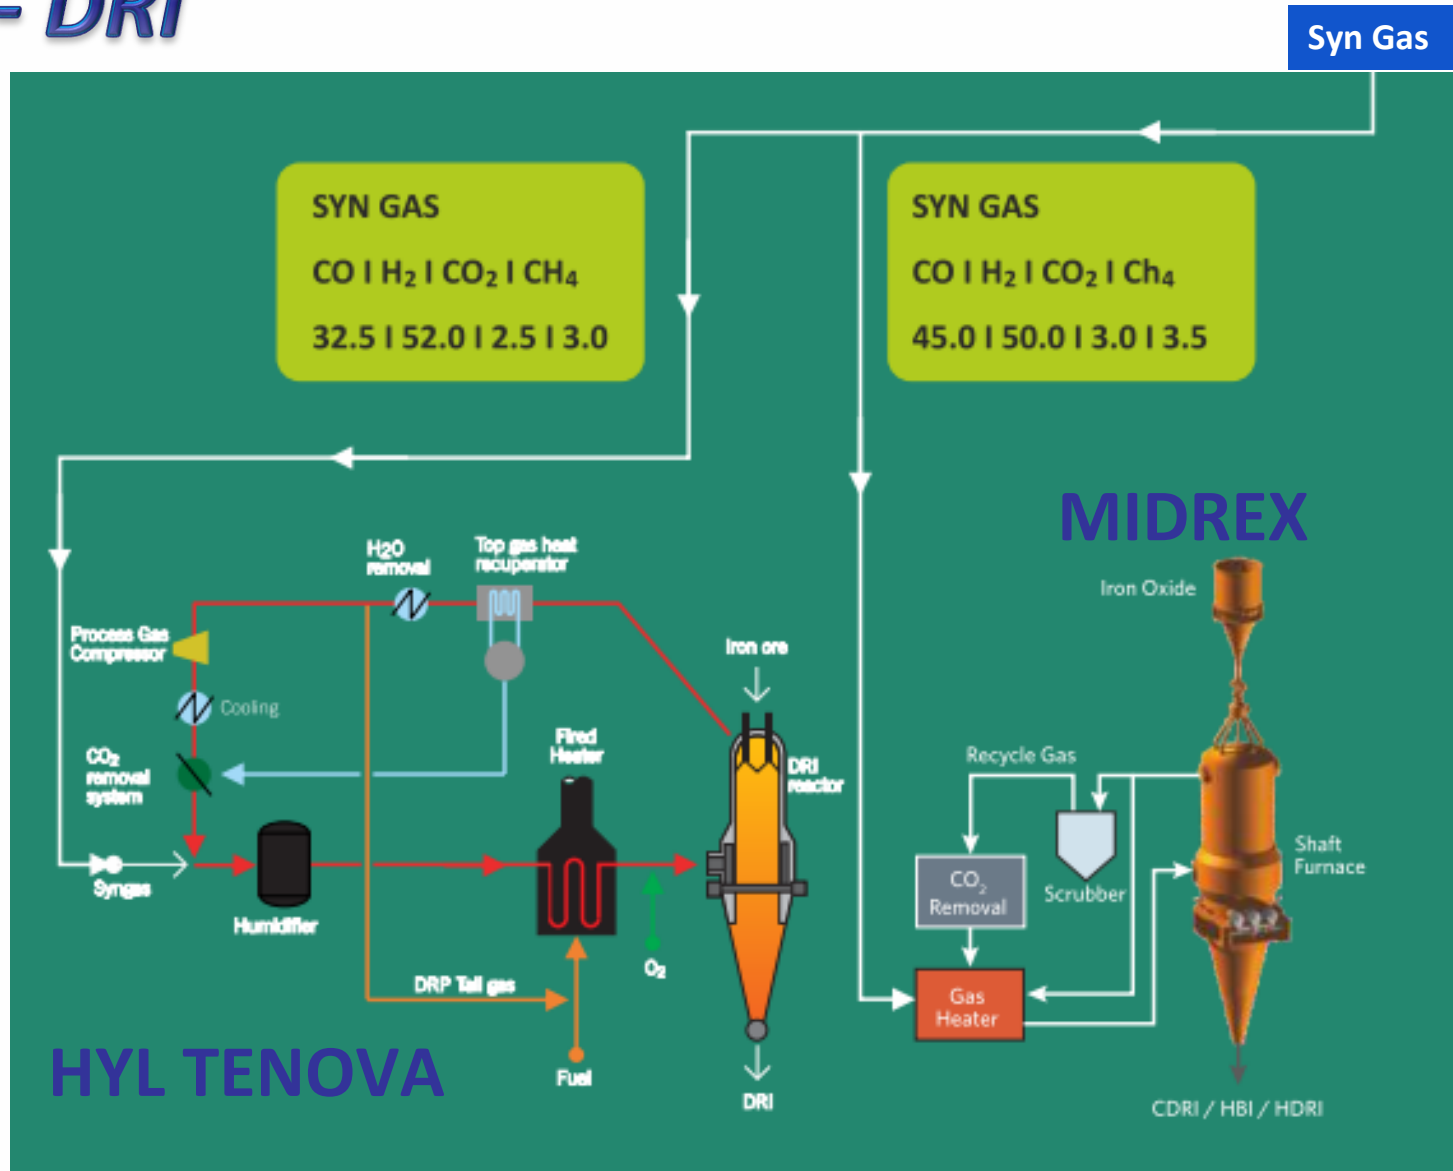 - DRI
Syn Gas
SYN GAS
CO I H₂ I CO₂ I CH₄
32.5 I 52.0 I 2.5 I 3.0
SYN GAS
CO I H₂ I CO₂ I Ch₄
45.0 I 50.0 I 3.0 I 3.5
MIDREX
H2O
removal
Top gas heat
recuperator
Process Gas
Compressor
Cooling
CO₂
removal
system
Syngas
Humidifier
Fired
Heater
Iron ore
DRI
reactor
O₂
DRP Tail gas
Fuel
DRI
HYL TENOVA
Iron Oxide
Recycle Gas
CO₂
Removal
Scrubber
Shaft
Furnace
Gas
Heater
CDRI / HBI / HDRI